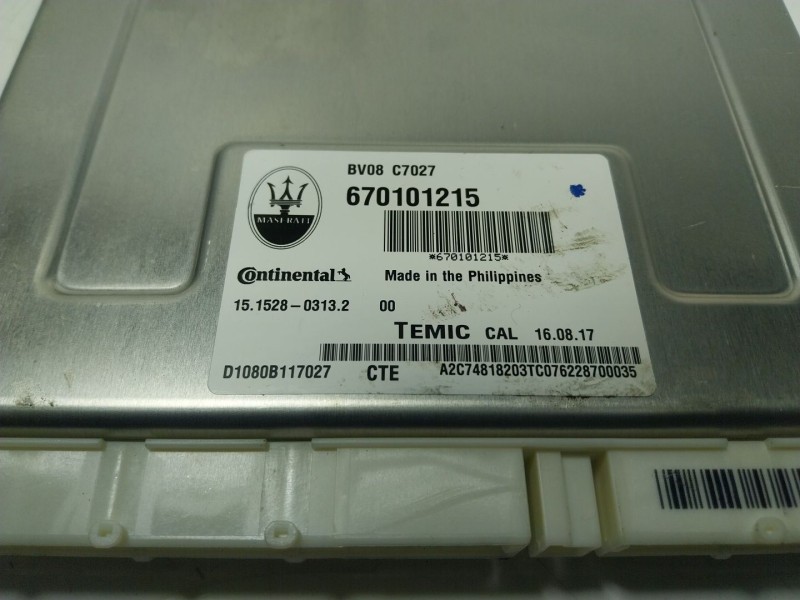 BV08 C7027
670101215
MASERATI
*670101215*
Continental Made in the Philippines
15.1528-0313.2 00
TEMIC CAL 16.08.17
D1080B117027 CTE A2C74818203TC076228700035